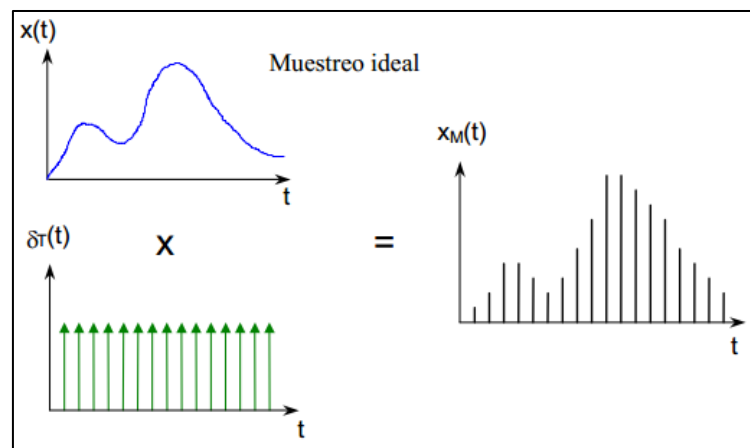 x(t)
Muestreo ideal
t
δT(t)
X
t
=
xM(t)
t